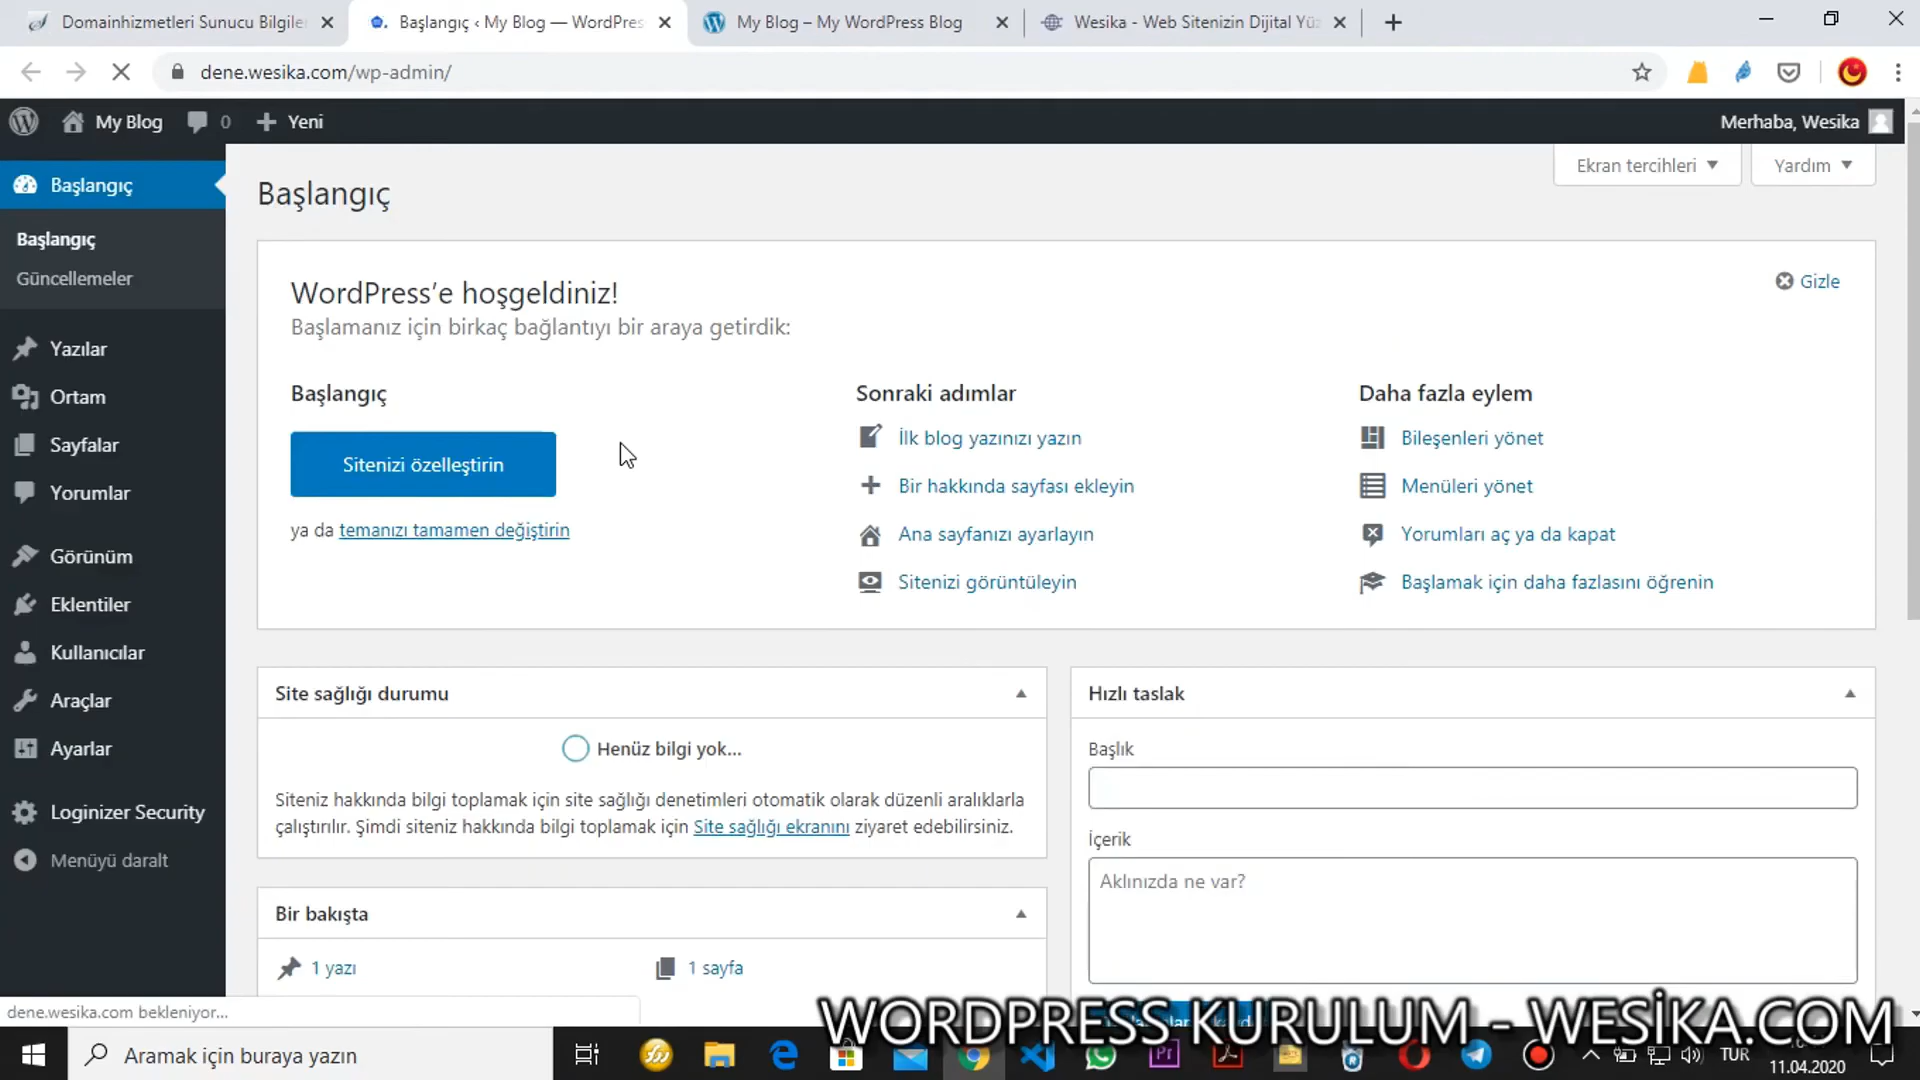 Domainhizmetleri Sunucu Bilgiler
Başlangıç ‹ My Blog — WordPres
My Blog – My WordPress Blog
Wesika - Web Sitenizin Dijital Yüz
dene.wesika.com/wp-admin/
My Blog
0
Yeni
Merhaba, Wesika
Başlangıç
Başlangıç
Güncellemeler
Yazılar
Ortam
Sayfalar
Yorumlar
Görünüm
Eklentiler
Kullanıcılar
Araçlar
Ayarlar
Loginizer Security
Menüyü daralt
Ekran tercihleri
Yardım
Başlangıç
WordPress'e hoşgeldiniz!
Gizle
Başlamanız için birkaç bağlantıyı bir araya getirdik:
Başlangıç
Sitenizi özelleştirin
ya da temanızı tamamen değiştirin
Sonraki adımlar
İlk blog yazınızı yazın
Bir hakkında sayfası ekleyin
Ana sayfanızı ayarlayın
Sitenizi görüntüleyin
Daha fazla eylem
Bileşenleri yönet
Menüleri yönet
Yorumları aç ya da kapat
Başlamak için daha fazlasını öğrenin
Site sağlığı durumu
Henüz bilgi yok...
Siteniz hakkında bilgi toplamak için site sağlığı denetimleri otomatik olarak düzenli aralıklarla
çalıştırılır. Şimdi siteniz hakkında bilgi toplamak için Site sağlığı ekranını ziyaret edebilirsiniz.
Bir bakışta
1 yazı
1 sayfa
Hızlı taslak
Başlık
İçerik
Aklınızda ne var?
dene.wesika.com bekleniyor...
WORDPRESS KURULUM - WESİKA.COM
Aramak için buraya yazın
Pr
TUR
11.04.2020